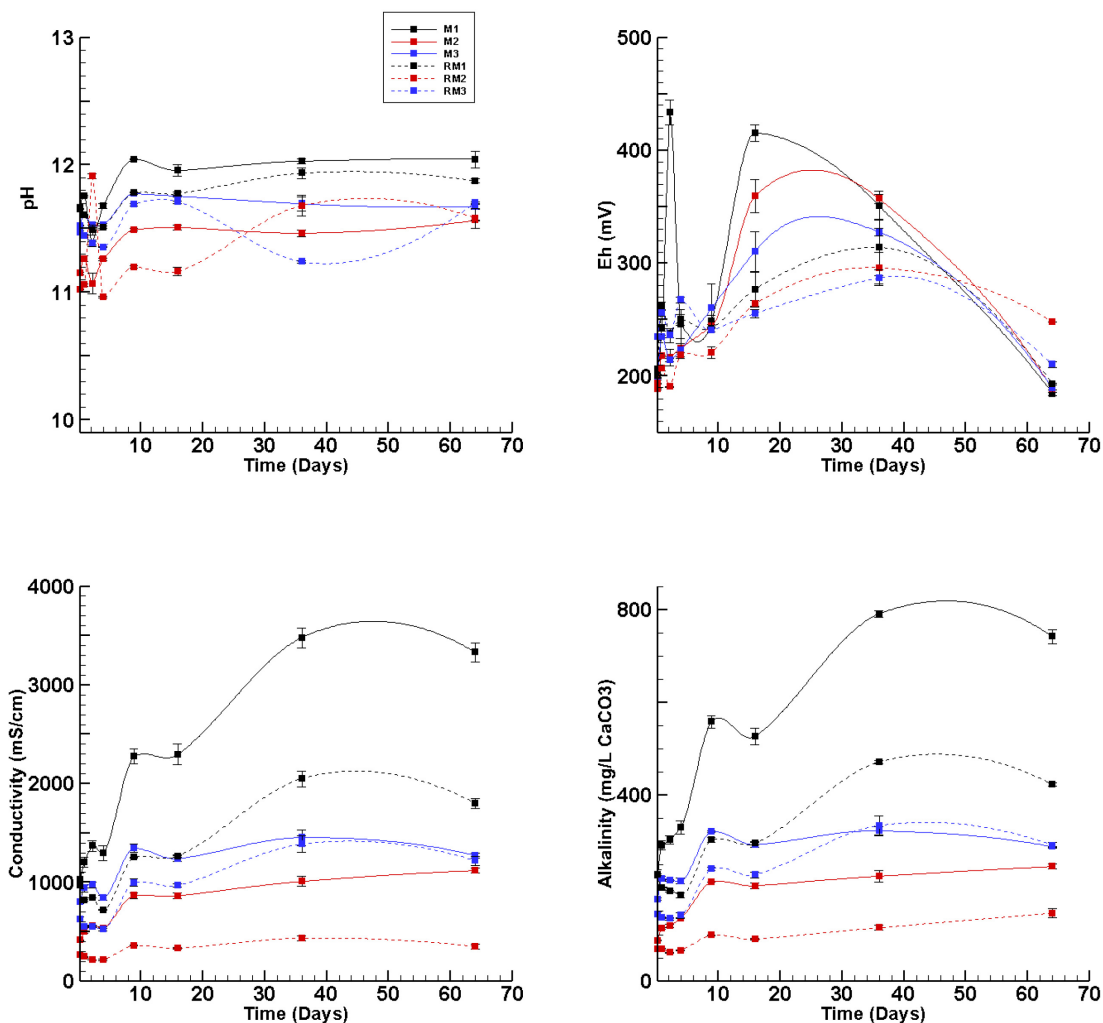 13
12
11
10
pH
M1
M2
M3
RM1
RM2
RM3
10 20 30 40 50 60 70
Time (Days)
500
400
300
200
Eh (mV)
10 20 30 40 50 60 70
Time (Days)
4000
3000
2000
1000
0
Conductivity (mS/cm)
10 20 30 40 50 60 70
Time (Days)
800
400
0
Alkalinity (mg/L CaCO3)
10 20 30 40 50 60 70
Time (Days)